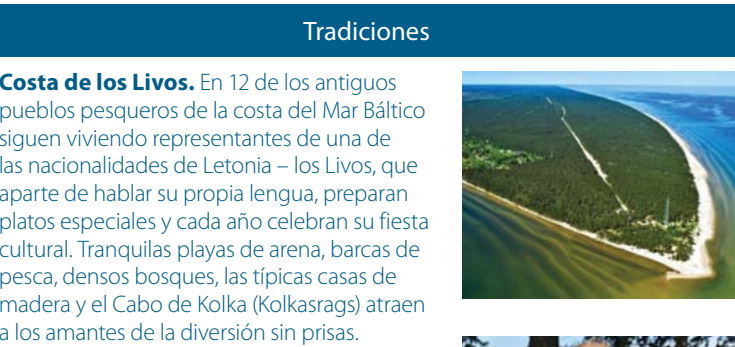 Tradiciones
Costa de los Livos. En 12 de los antiguos
pueblos pesqueros de la costa del Mar Báltico
siguen viviendo representantes de una de
las nacionalidades de Letonia – los Livos, que
aparte de hablar su propia lengua, preparan
platos especiales y cada año celebran su fiesta
cultural. Tranquilas playas de arena, barcas de
pesca, densos bosques, las típicas casas de
madera y el Cabo de Kolka (Kolkasrags) atraen
a los amantes de la diversión sin prisas.